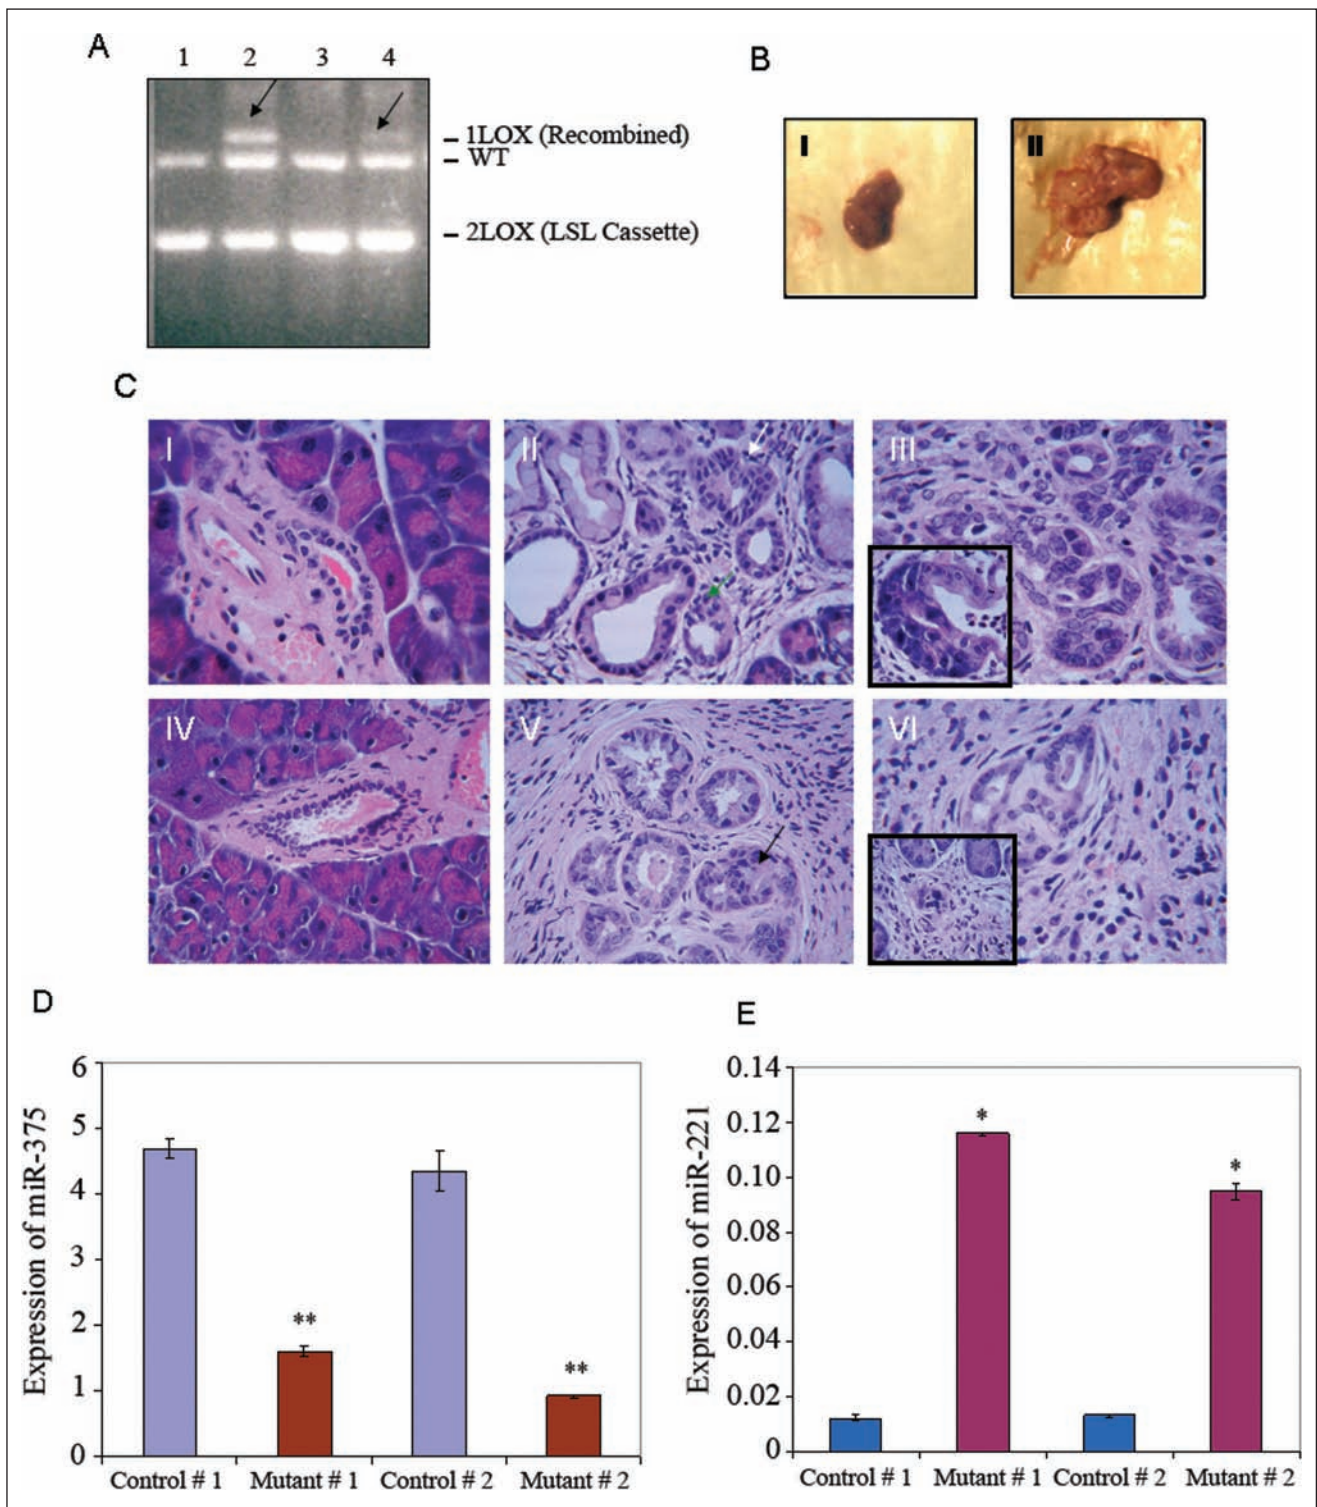 A
1 2 3 4
– 1LOX (Recombined)
– WT
– 2LOX (LSL Cassette)
B
I
II
C
I
II
III
IV
V
VI
D
Expression of miR-375
6
5
4
3
2
1
0
**
**
Control # 1 Mutant # 1 Control # 2 Mutant # 2
E
Expression of miR-221
0.14
0.12
0.10
0.08
0.06
0.04
0.02
0
*
*
Control # 1 Mutant # 1 Control # 2 Mutant # 2